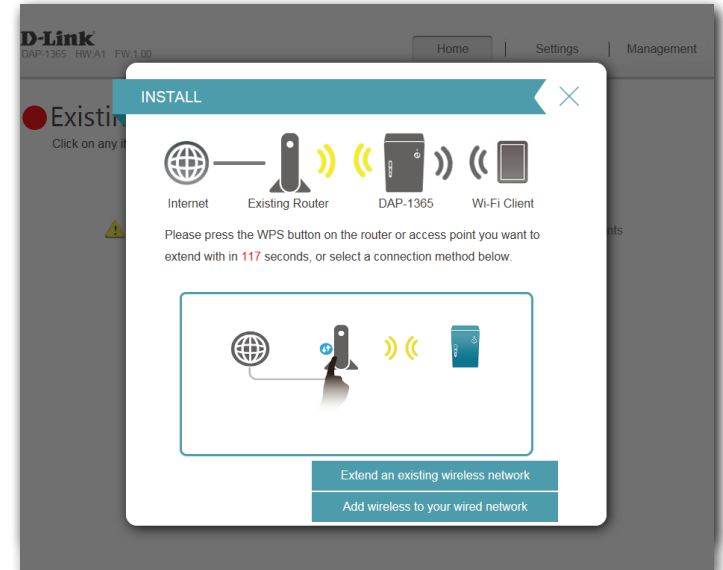 D-Link
DAP-1365 HW:A1 FW:1.00
Home | Settings | Management
INSTALL
Click on any
Internet
Existing Router
DAP-1365
Wi-Fi Client
Please press the WPS button on the router or access point you want to
extend with in 117 seconds, or select a connection method below.
Extend an existing wireless network
Add wireless to your wired network